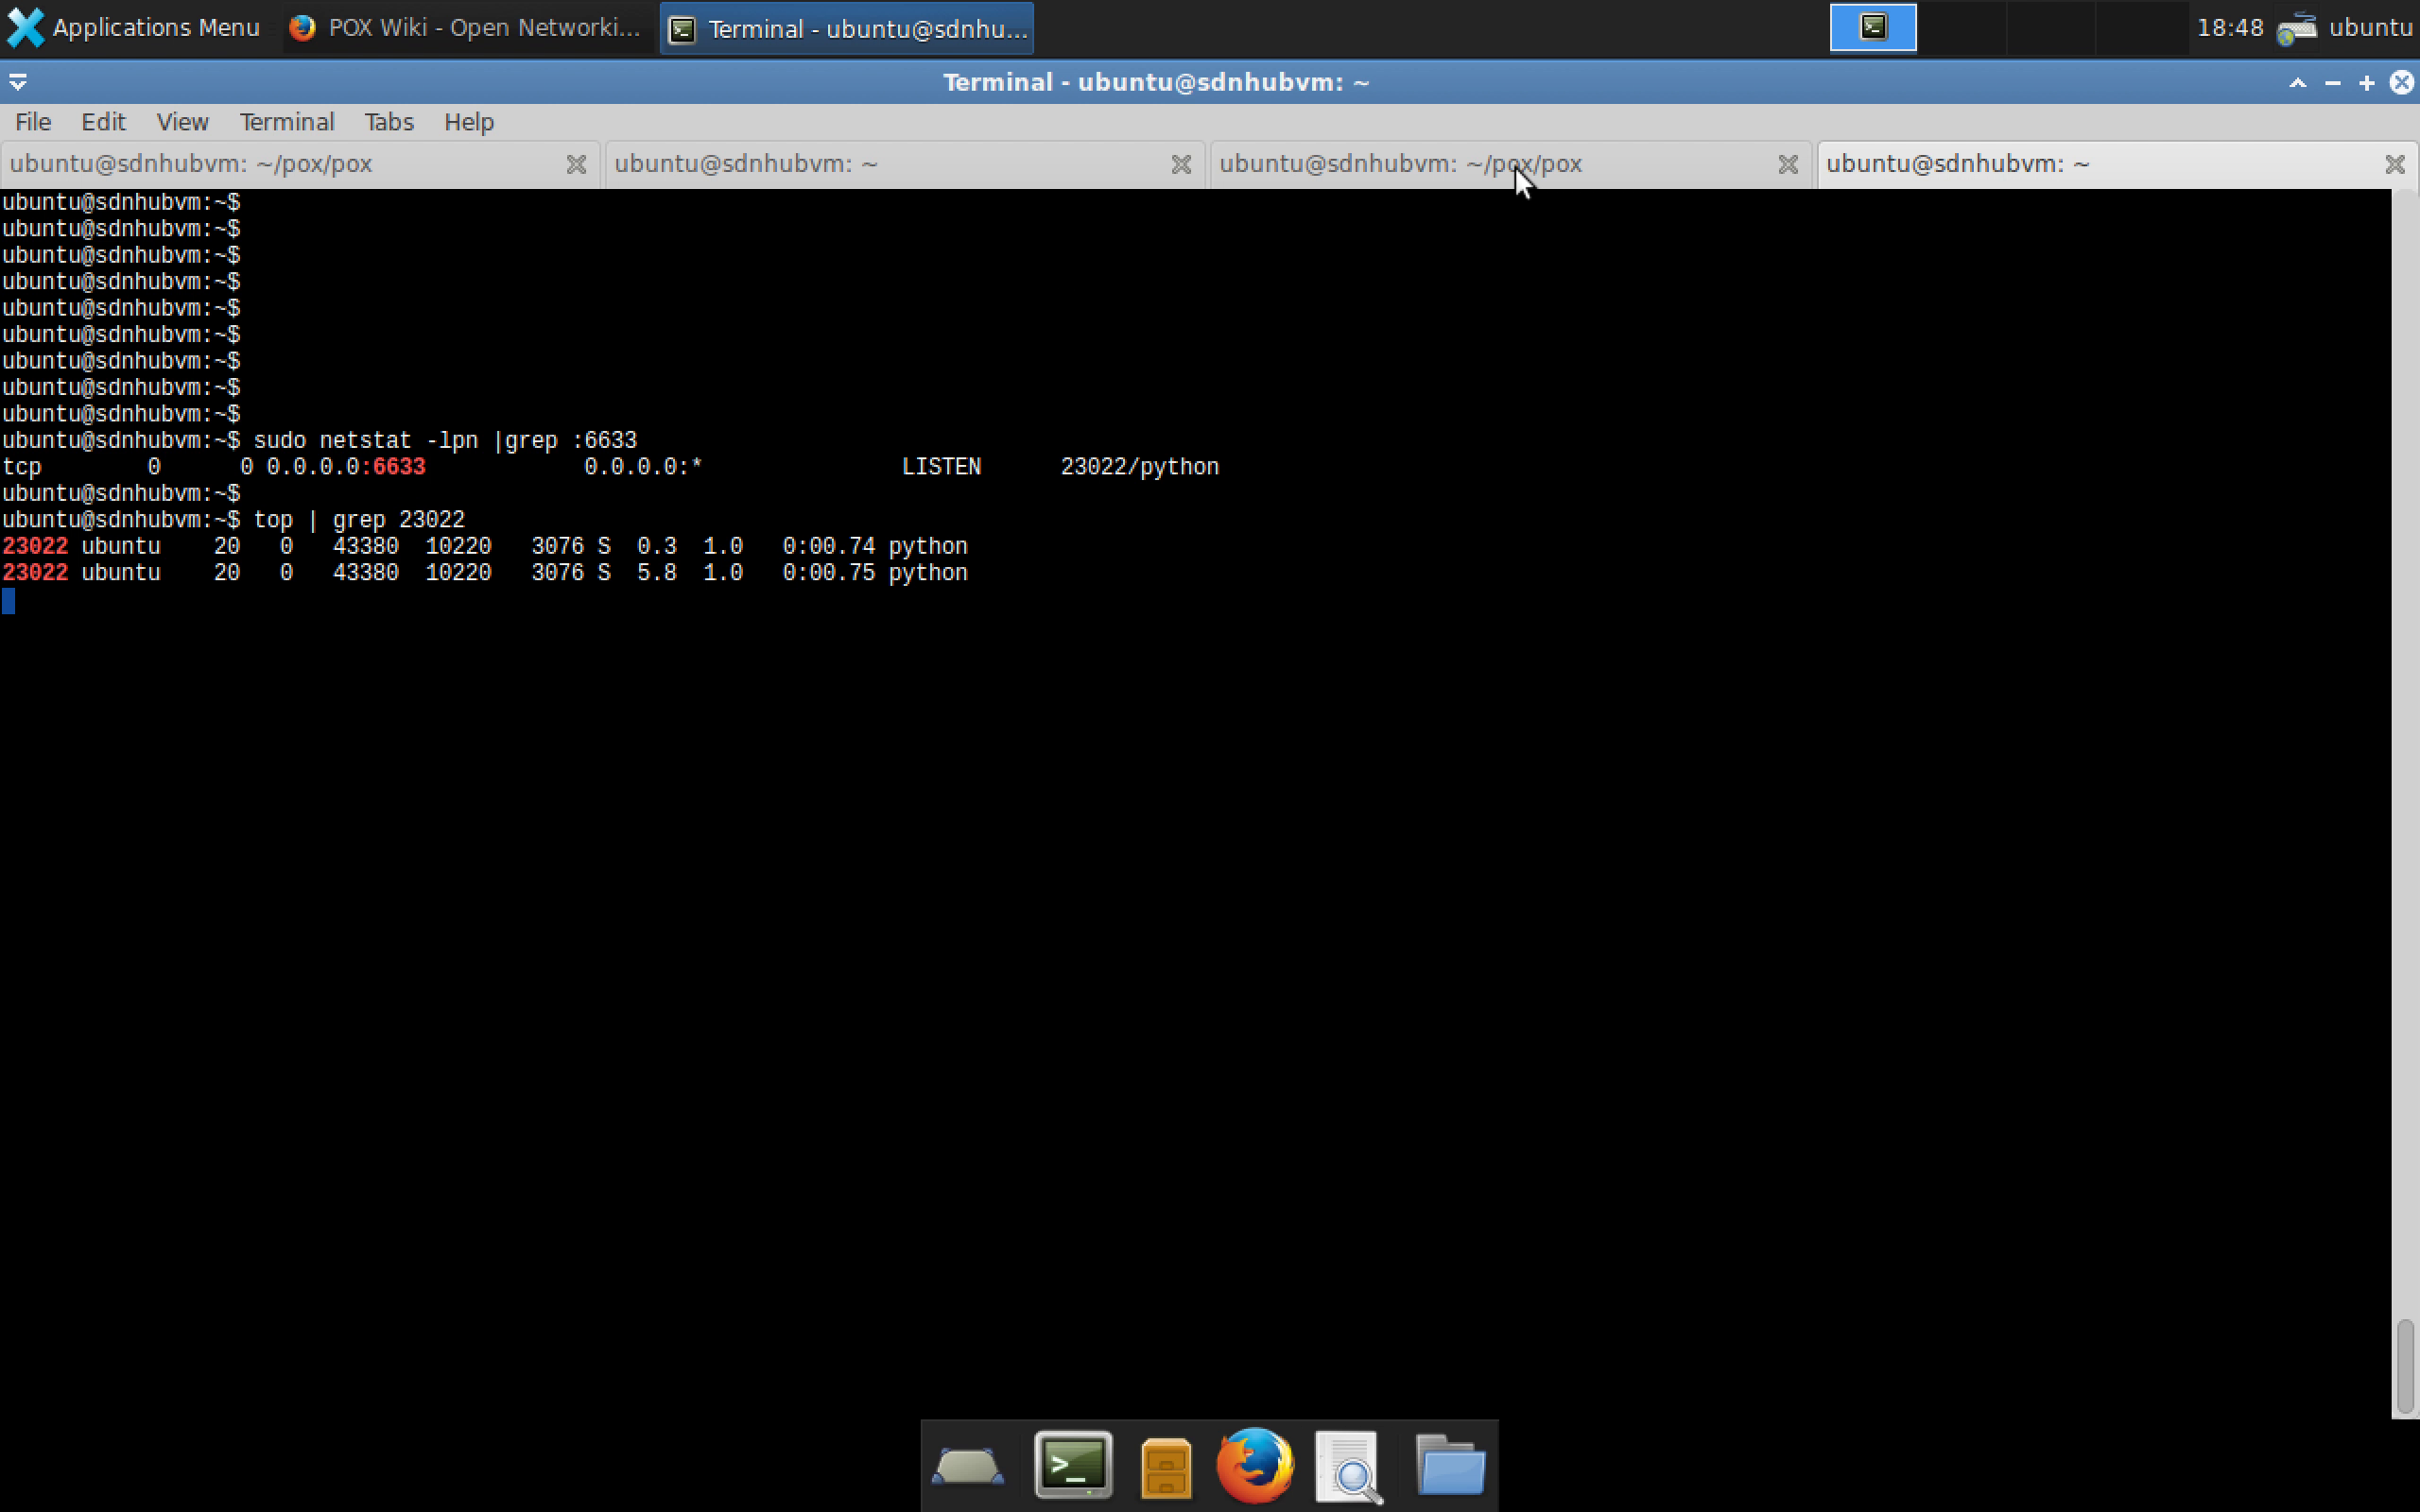 Applications Menu POX Wiki - Open Networki... Terminal - ubuntu@sdnhu... 18:48 ubuntu
Terminal - ubuntu@sdnhubvm: ~
File Edit View Terminal Tabs Help
ubuntu@sdnhubvm: ~/pox/pox ubuntu@sdnhubvm: ~ ubuntu@sdnhubvm: ~/pox/pox ubuntu@sdnhubvm: ~
ubuntu@sdnhubvm:~$
ubuntu@sdnhubvm:~$
ubuntu@sdnhubvm:~$
ubuntu@sdnhubvm:~$
ubuntu@sdnhubvm:~$
ubuntu@sdnhubvm:~$
ubuntu@sdnhubvm:~$
ubuntu@sdnhubvm:~$
ubuntu@sdnhubvm:~$
ubuntu@sdnhubvm:~$ sudo netstat -lpn |grep :6633
tcp 0 0 0.0.0.0:6633 0.0.0.0:* LISTEN 23022/python
ubuntu@sdnhubvm:~$
ubuntu@sdnhubvm:~$ top | grep 23022
23022 ubuntu 20 0 43380 10220 3076 S 0.3 1.0 0:00.74 python
23022 ubuntu 20 0 43380 10220 3076 S 5.8 1.0 0:00.75 python